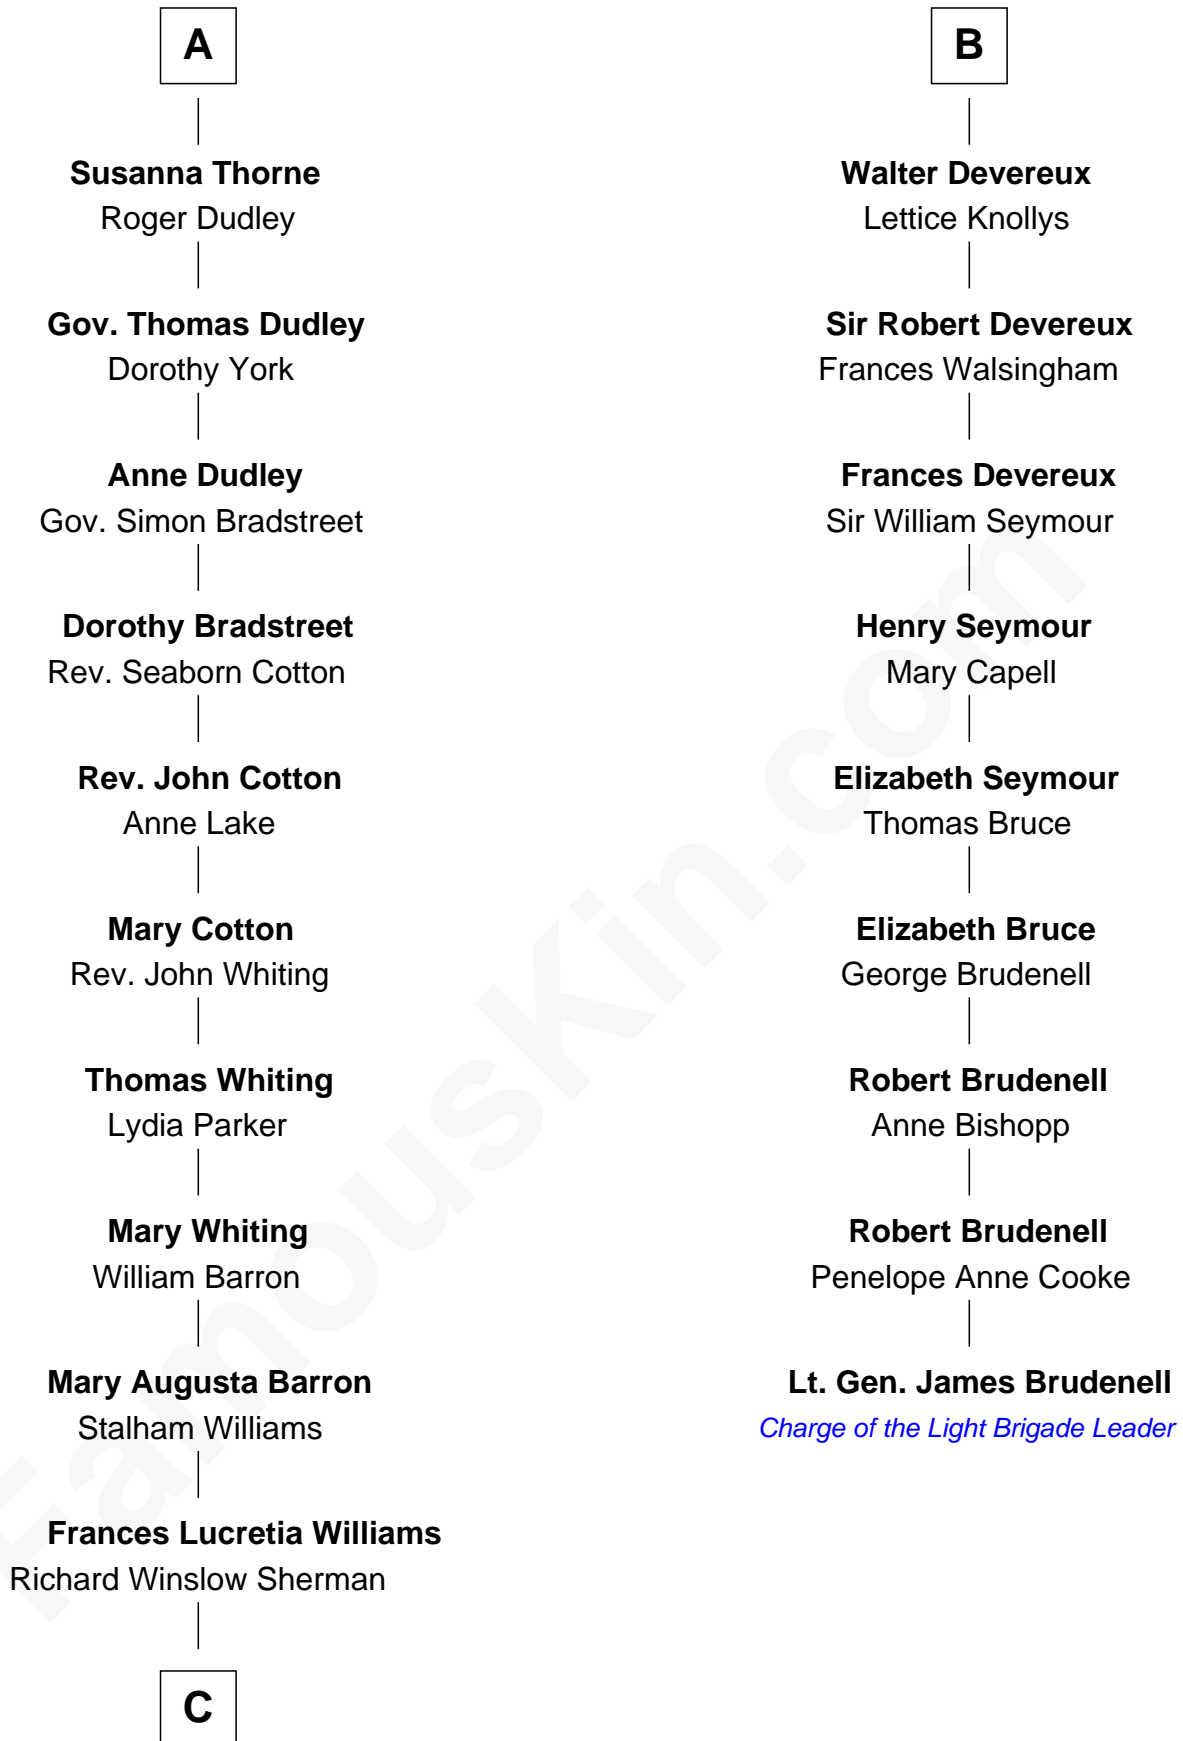 A
Susanna Thorne
Roger Dudley
Gov. Thomas Dudley
Dorothy York
Anne Dudley
Gov. Simon Bradstreet
Dorothy Bradstreet
Rev. Seaborn Cotton
Rev. John Cotton
Anne Lake
Mary Cotton
Rev. John Whiting
Thomas Whiting
Lydia Parker
Mary Whiting
William Barron
Mary Augusta Barron
Stalham Williams
Frances Lucretia Williams
Richard Winslow Sherman
C
B
Walter Devereux
Lettice Knollys
Sir Robert Devereux
Frances Walsingham
Frances Devereux
Sir William Seymour
Henry Seymour
Mary Capell
Elizabeth Seymour
Thomas Bruce
Elizabeth Bruce
George Brudenell
Robert Brudenell
Anne Bishopp
Robert Brudenell
Penelope Anne Cooke
Lt. Gen. James Brudenell
Charge of the Light Brigade Leader
FamousKin.com